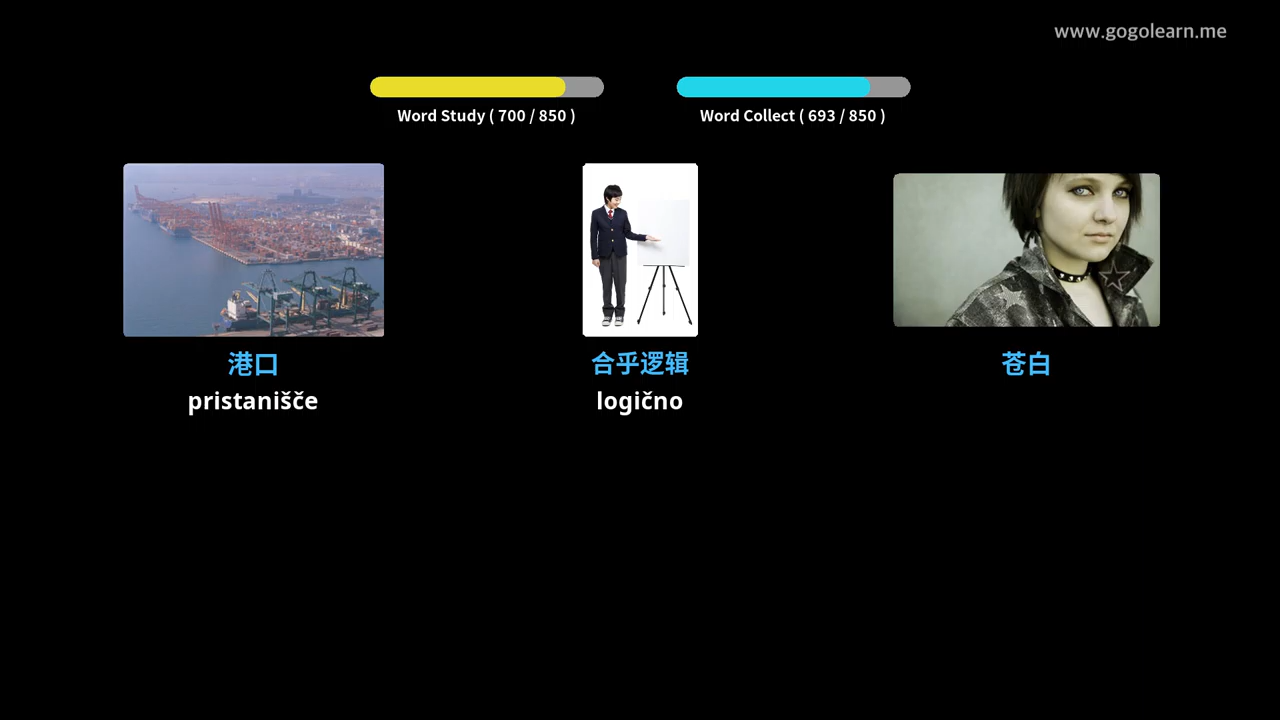 www.gogolearn.me
Word Study ( 700 / 850 )
Word Collect ( 693 / 850 )
港口
合乎逻辑
苍白
pristanišče
logično